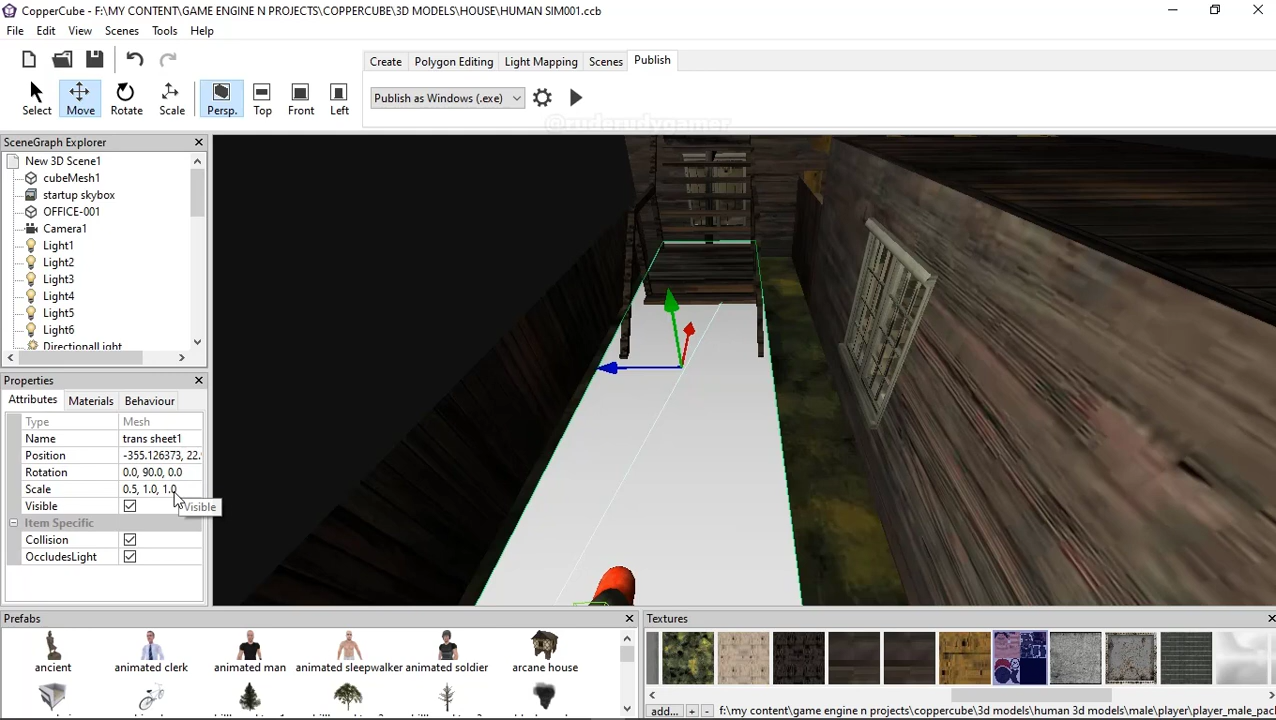 CopperCube - F:\MY CONTENT\GAME ENGINE N PROJECTS\COPPERCUBE\3D MODELS\HOUSE\HUMAN SIM001.ccb
File Edit View Scenes Tools Help
Create Polygon Editing Light Mapping Scenes Publish
Select Move Rotate Scale Persp. Top Front Left
Publish as Windows (.exe)
@ruderudygamer
SceneGraph Explorer
New 3D Scene1
cubeMesh1
startup skybox
OFFICE-001
Camera1
Light1
Light2
Light3
Light4
Light5
Light6
DirectionalLight
Properties
Attributes Materials Behaviour
Type Mesh
Name trans sheet1
Position -355.126373, 22.
Rotation 0.0, 90.0, 0.0
Scale 0.5, 1.0, 1.0
Visible
Visible
Item Specific
Collision
OccludesLight
Prefabs
ancient animated clerk animated man animated sleepwalker animated soldier arcane house
Textures
add... + - f:\my content\game engine n projects\coppercube\human 3d models\male\player\player_male_pac